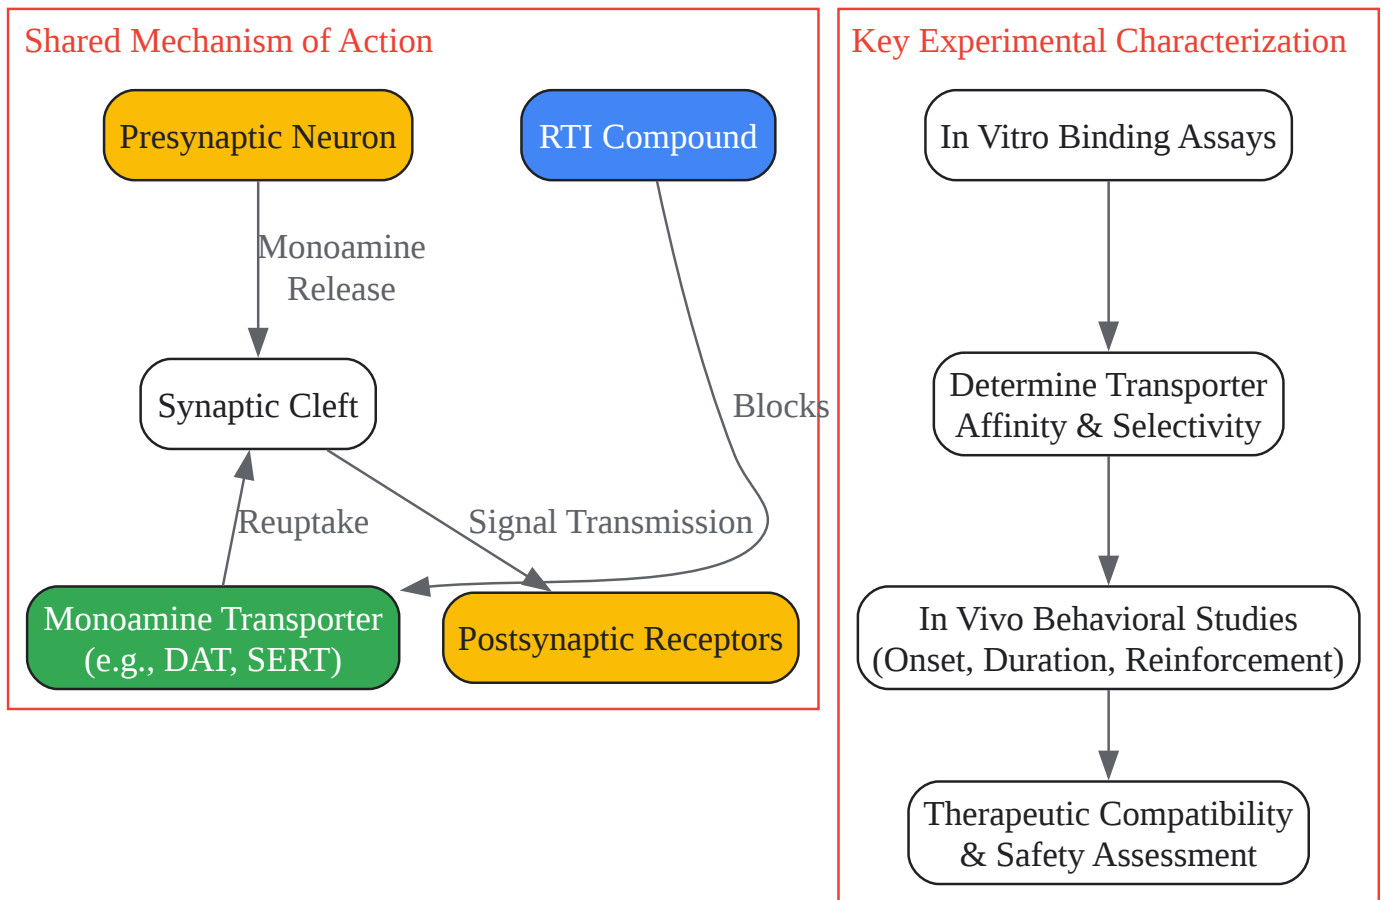 Shared Mechanism of Action
Presynaptic Neuron
RTI Compound
Monoamine
Release
Synaptic Cleft
Blocks
Reuptake
Signal Transmission
Monoamine Transporter
(e.g., DAT, SERT)
Postsynaptic Receptors
Key Experimental Characterization
In Vitro Binding Assays
Determine Transporter
Affinity & Selectivity
In Vivo Behavioral Studies
(Onset, Duration, Reinforcement)
Therapeutic Compatibility
& Safety Assessment